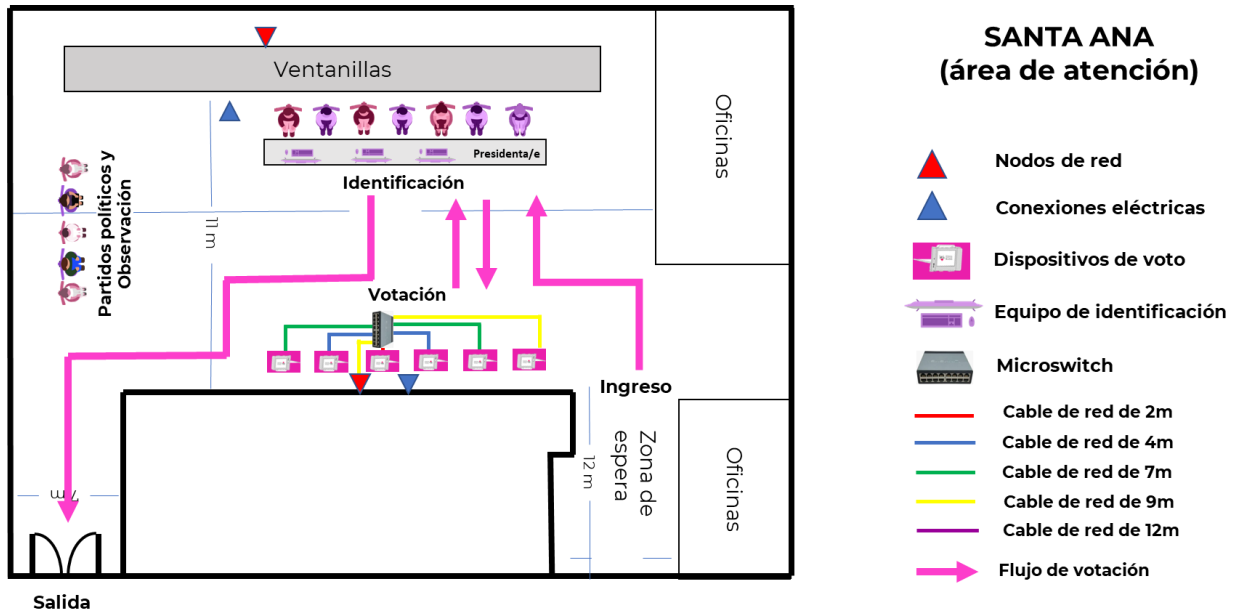 Ventanillas
Presidenta/e
Identificación
Partidos políticos y
Observación
11 m
Oficinas
Votación
Ingreso
Zona de
espera
12 m
Oficinas
7 m
Salida
SANTA ANA
(área de atención)
Nodos de red
Conexiones eléctricas
Dispositivos de voto
Equipo de identificación
Microswitch
Cable de red de 2m
Cable de red de 4m
Cable de red de 7m
Cable de red de 9m
Cable de red de 12m
Flujo de votación